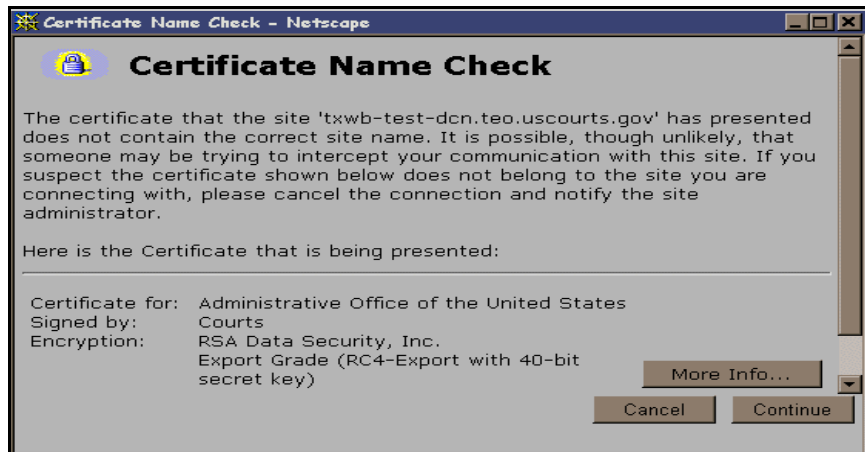 Certificate Name Check - Netscape
Certificate Name Check
The certificate that the site 'txwb-test-dcn.teo.uscourts.gov' has presented
does not contain the correct site name. It is possible, though unlikely, that
someone may be trying to intercept your communication with this site. If you
suspect the certificate shown below does not belong to the site you are
connecting with, please cancel the connection and notify the site
administrator.
Here is the Certificate that is being presented:
Certificate for: Administrative Office of the United States
Signed by: Courts
Encryption: RSA Data Security, Inc.
Export Grade (RC4-Export with 40-bit
secret key)
More Info...
Cancel Continue